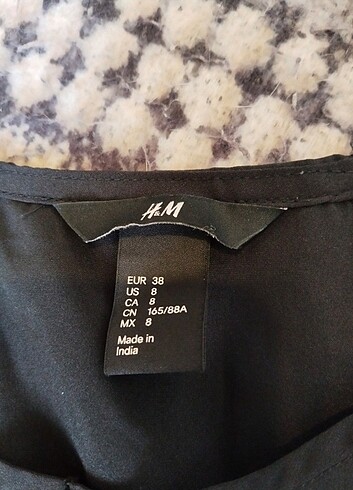 H&M
EUR 38
US 8
CA 8
CN 165/88A
MX 8
Made in
India